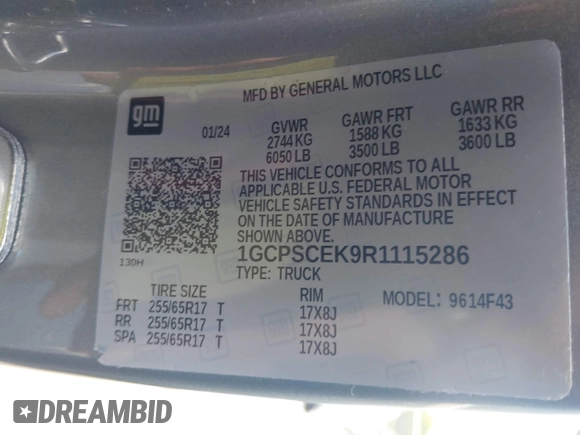 MFD BY GENERAL MOTORS LLC
gm
01/24 GVWR GAWR FRT GAWR RR
2744 KG 1588 KG 1633 KG
6050 LB 3500 LB 3600 LB
THIS VEHICLE CONFORMS TO ALL
APPLICABLE U.S. FEDERAL MOTOR
VEHICLE SAFETY STANDARDS IN EFFECT
ON THE DATE OF MANUFACTURE
SHOWN ABOVE.
130H
1GCPSCEK9R1115286
TYPE: TRUCK
TIRE SIZE RIM MODEL: 9614F43
FRT 255/65R17 T 17X8J
RR 255/65R17 T 17X8J
SPA 255/65R17 T 17X8J
DREAMBID